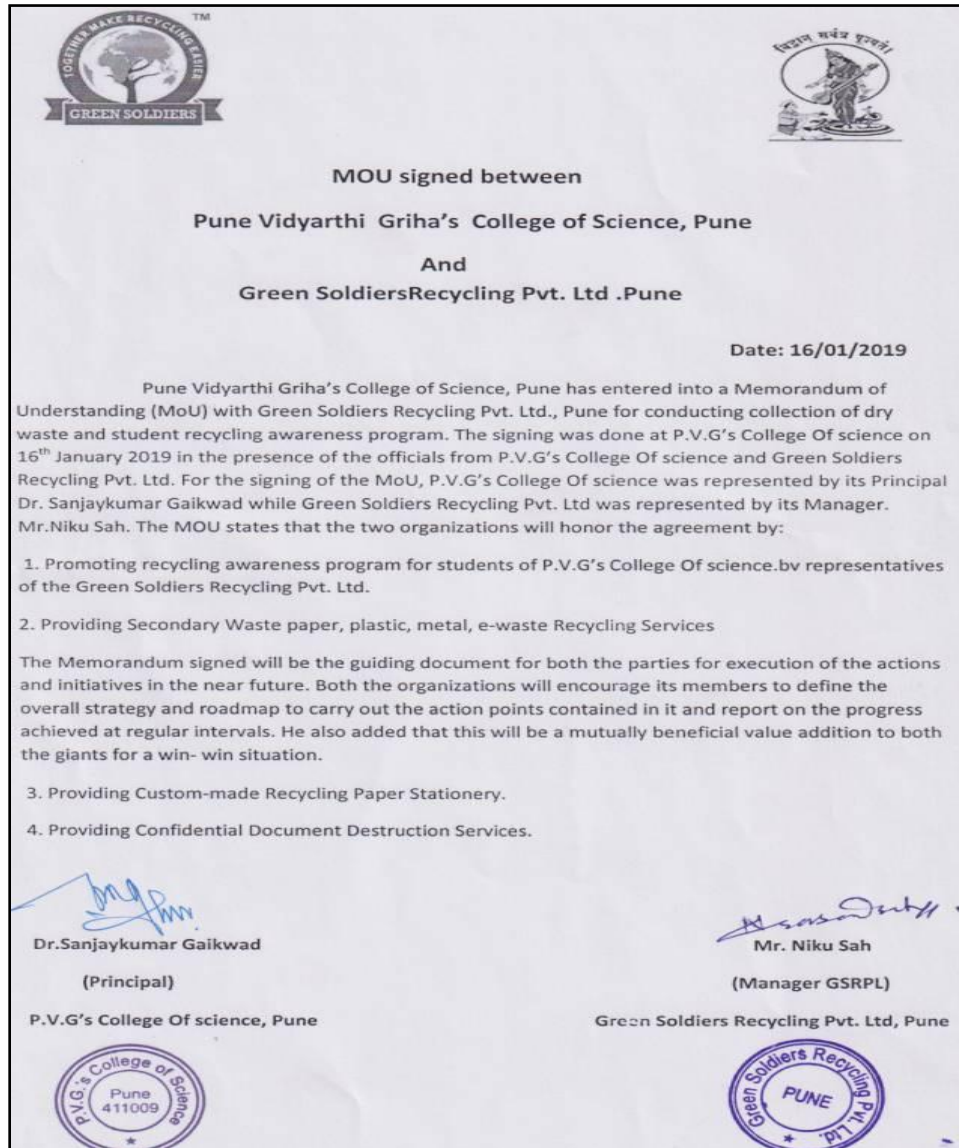 TM
TOGETHER MAKE RECYCLING EASIER
GREEN SOLDIERS
विद्वान सर्वत्र पूज्यते!
MOU signed between
Pune Vidyarthi Griha's College of Science, Pune
And
Green SoldiersRecycling Pvt. Ltd .Pune
Date: 16/01/2019
Pune Vidyarthi Griha's College of Science, Pune has entered into a Memorandum of
Understanding (MoU) with Green Soldiers Recycling Pvt. Ltd., Pune for conducting collection of dry
waste and student recycling awareness program. The signing was done at P.V.G's College Of science on
16th January 2019 in the presence of the officials from P.V.G's College Of science and Green Soldiers
Recycling Pvt. Ltd. For the signing of the MoU, P.V.G's College Of science was represented by its Principal
Dr. Sanjaykumar Gaikwad while Green Soldiers Recycling Pvt. Ltd was represented by its Manager.
Mr.Niku Sah. The MOU states that the two organizations will honor the agreement by:
1. Promoting recycling awareness program for students of P.V.G's College Of science.bv representatives
of the Green Soldiers Recycling Pvt. Ltd.
2. Providing Secondary Waste paper, plastic, metal, e-waste Recycling Services
The Memorandum signed will be the guiding document for both the parties for execution of the actions
and initiatives in the near future. Both the organizations will encourage its members to define the
overall strategy and roadmap to carry out the action points contained in it and report on the progress
achieved at regular intervals. He also added that this will be a mutually beneficial value addition to both
the giants for a win- win situation.
3. Providing Custom-made Recycling Paper Stationery.
4. Providing Confidential Document Destruction Services.
Dr.Sanjaykumar Gaikwad
(Principal)
P.V.G's College Of science, Pune
P.V.G.'s College of Science
Pune
411009
Mr. Niku Sah
(Manager GSRPL)
Green Soldiers Recycling Pvt. Ltd, Pune
Green Soldiers Recycling Pvt. Ltd.
PUNE